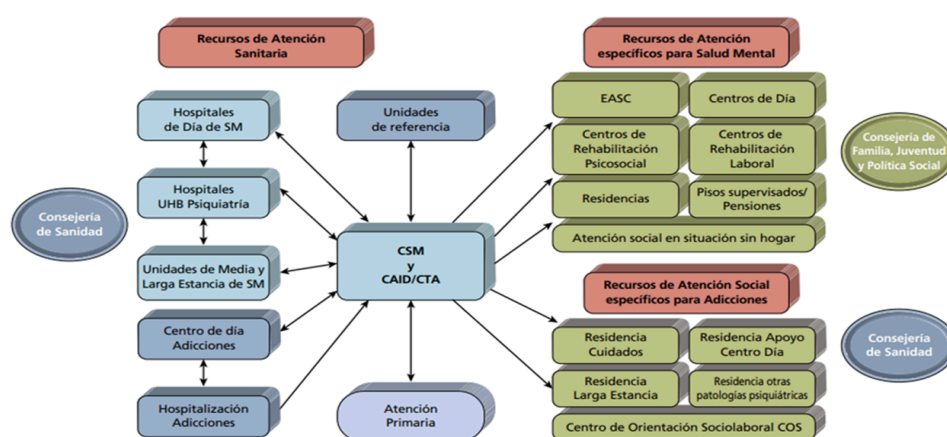 Recursos de Atención
Sanitaria
Recursos de Atención
específicos para Salud Mental
Hospitales
de Día de SM
Unidades
de referencia
EASC
Centros de Día
Centros de
Rehabilitación
Psicosocial
Centros de
Rehabilitación
Laboral
Consejería de
Familia, Juventud
y Política Social
Hospitales
UHB Psiquiatría
Residencias
Pisos supervisados/
Pensiones
Consejería
de Sanidad
Atención social en situación sin hogar
CSM
y
CAID/CTA
Unidades de Media y
Larga Estancia de SM
Recursos de Atención Social
específicos para Adicciones
Centro de día
Adicciones
Residencia
Cuidados
Residencia Apoyo
Centro Día
Consejería
de Sanidad
Residencia
Larga Estancia
Residencia otras
patologías psiquiátricas
Hospitalización
Adicciones
Atención
Primaria
Centro de Orientación Sociolaboral COS